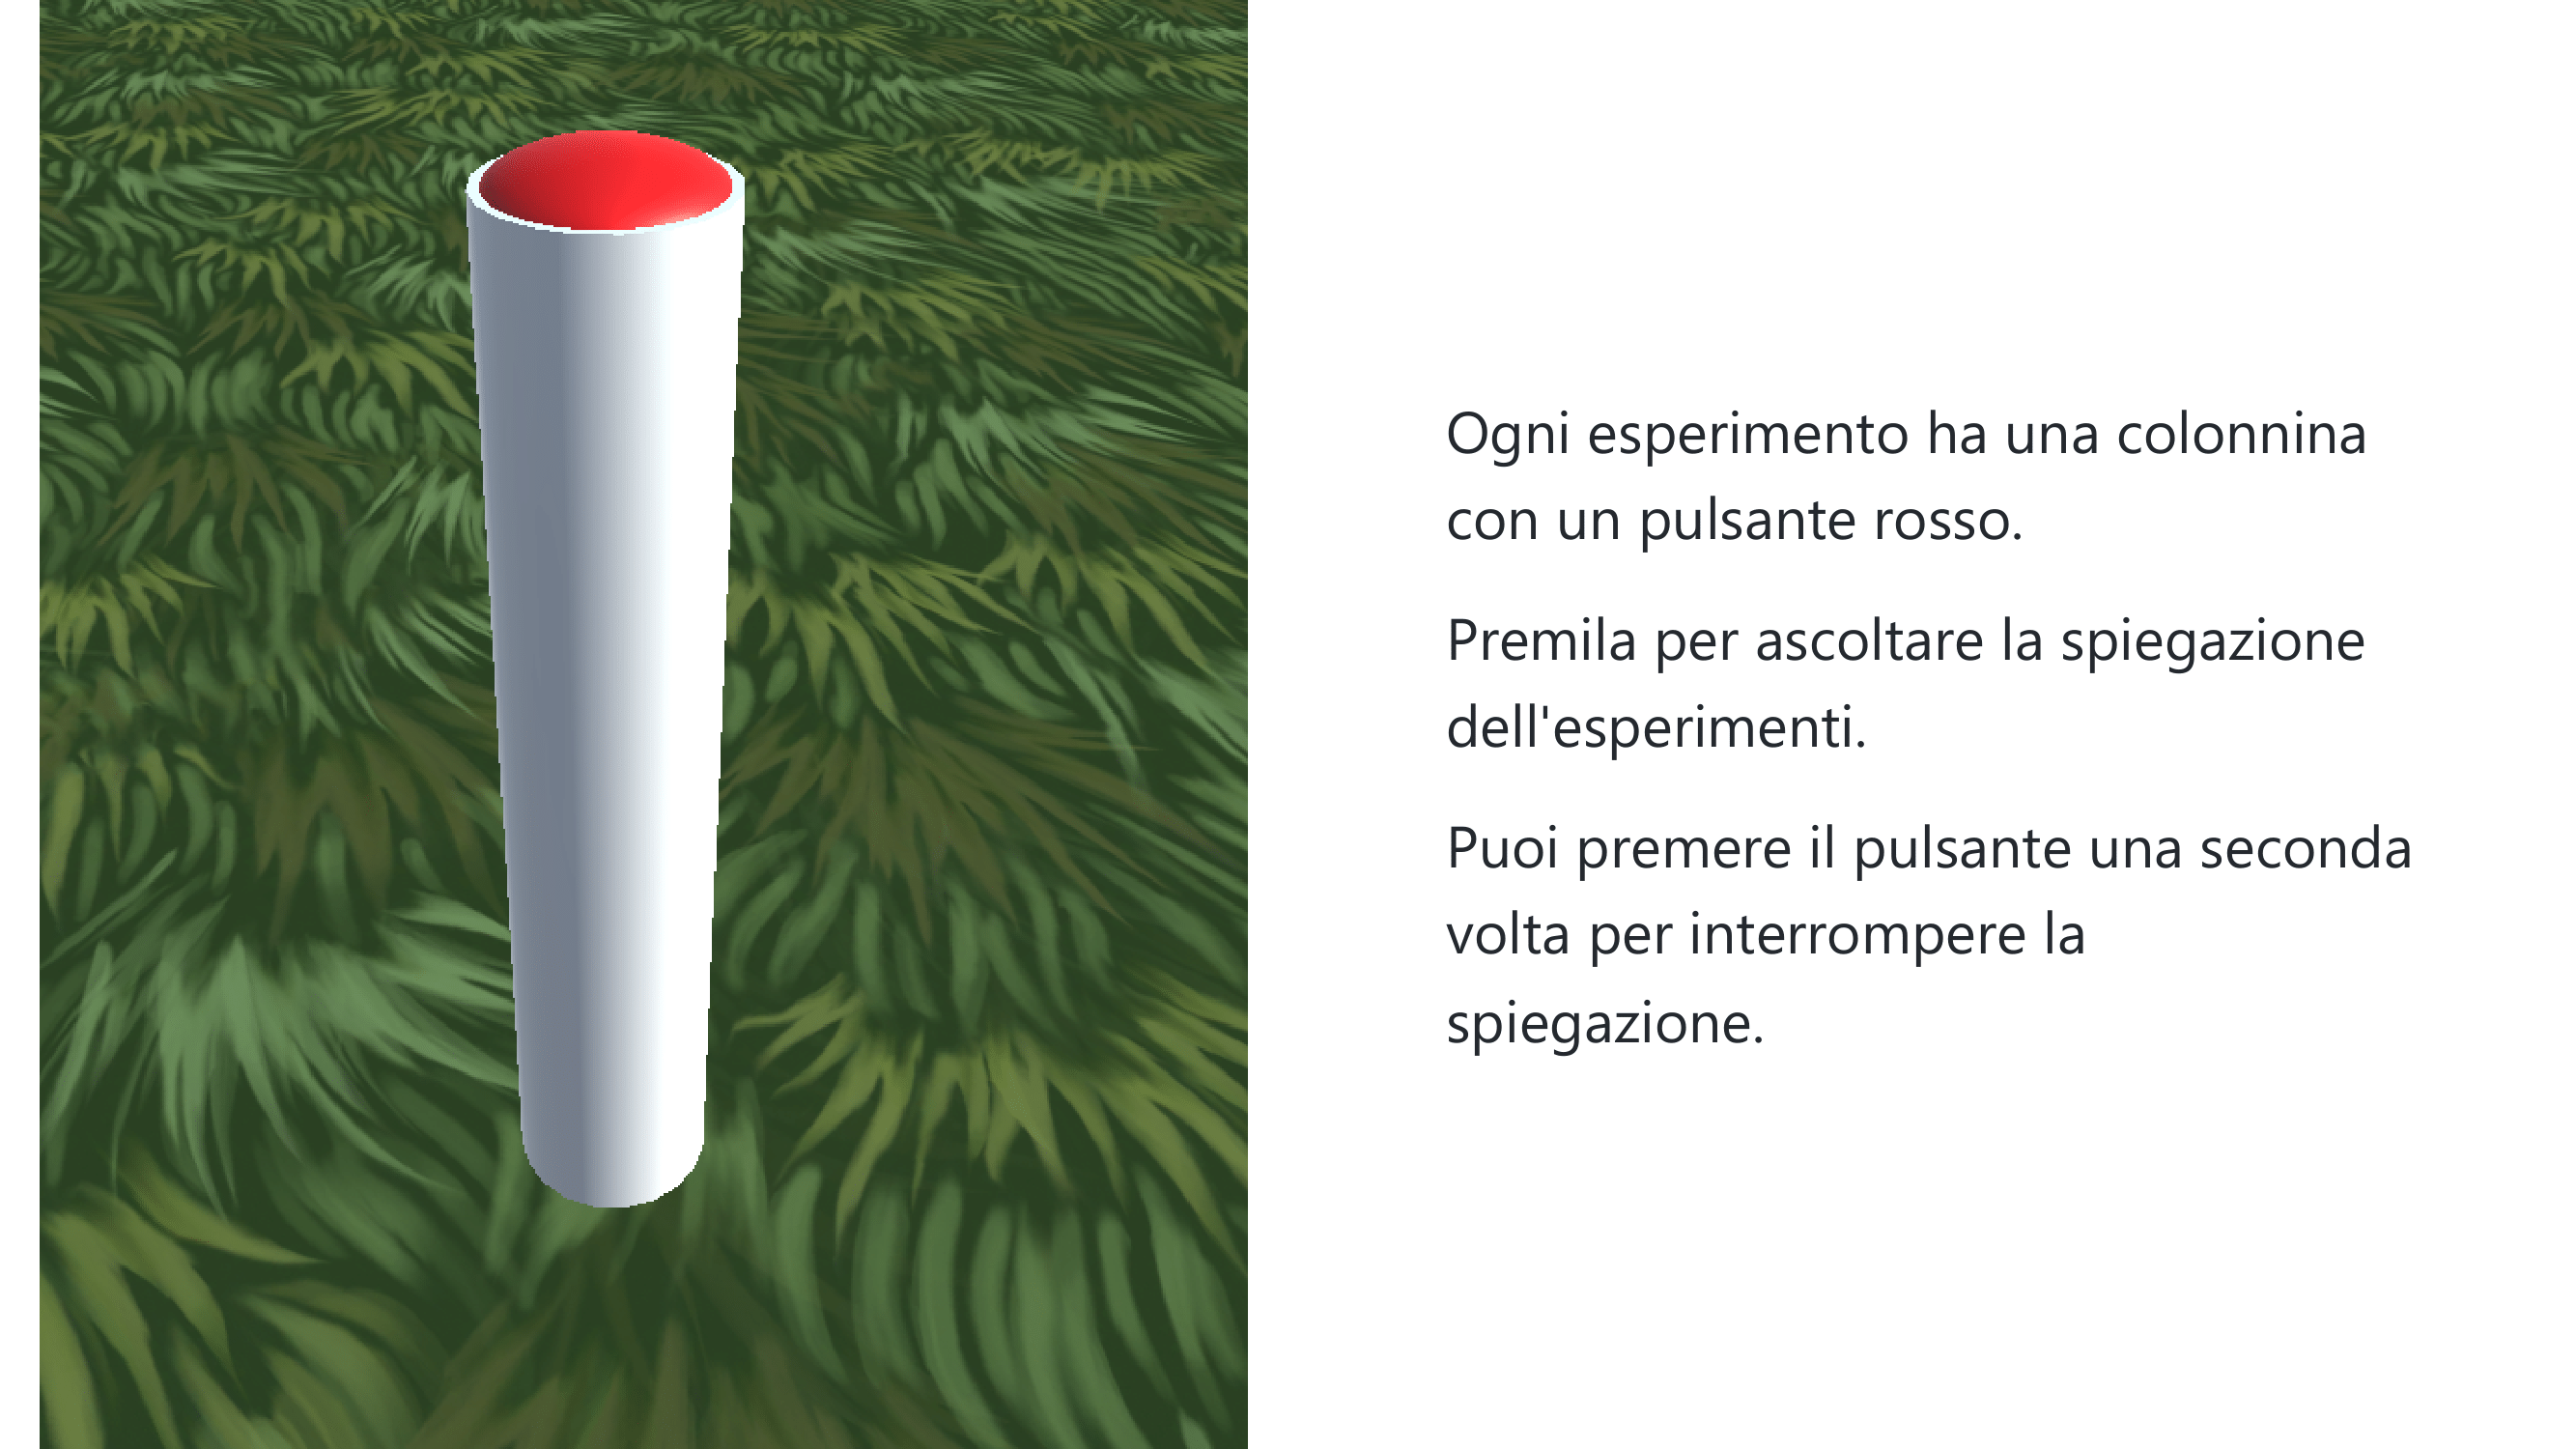 Ogni esperimento ha una colonnina
con un pulsante rosso.
Premila per ascoltare la spiegazione
dell'esperimenti.
Puoi premere il pulsante una seconda
volta per interrompere la
spiegazione.